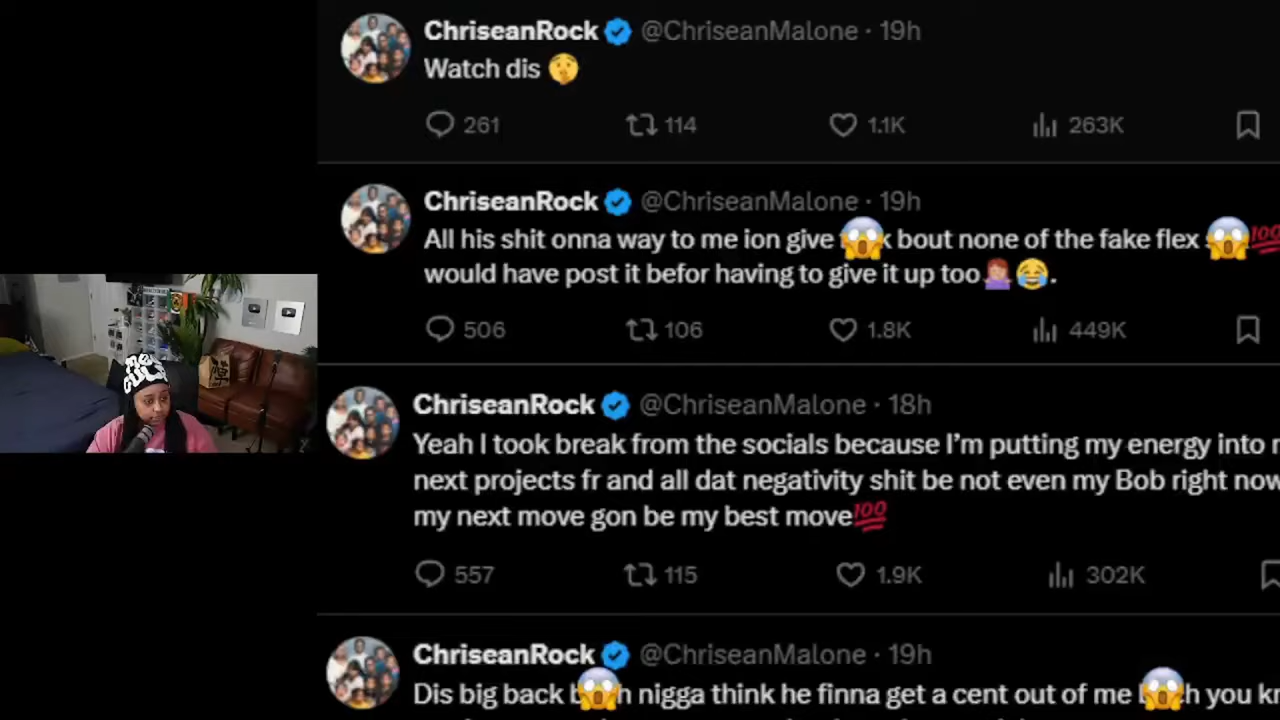 ChriseanRock @ChriseanMalone · 19h
Watch dis 🤫
261 114 1.1K 263K
ChriseanRock @ChriseanMalone · 19h
All his shit onna way to me ion give 😱k bout none of the fake flex 😱💯
would have post it befor having to give it up too🤷🏼‍♀️😂.
506 106 1.8K 449K
ChriseanRock @ChriseanMalone · 18h
Yeah I took break from the socials because I'm putting my energy into
next projects fr and all dat negativity shit be not even my Bob right now
my next move gon be my best move💯
557 115 1.9K 302K
ChriseanRock @ChriseanMalone · 19h
Dis big back b😱h nigga think he finna get a cent out of me b😱h you